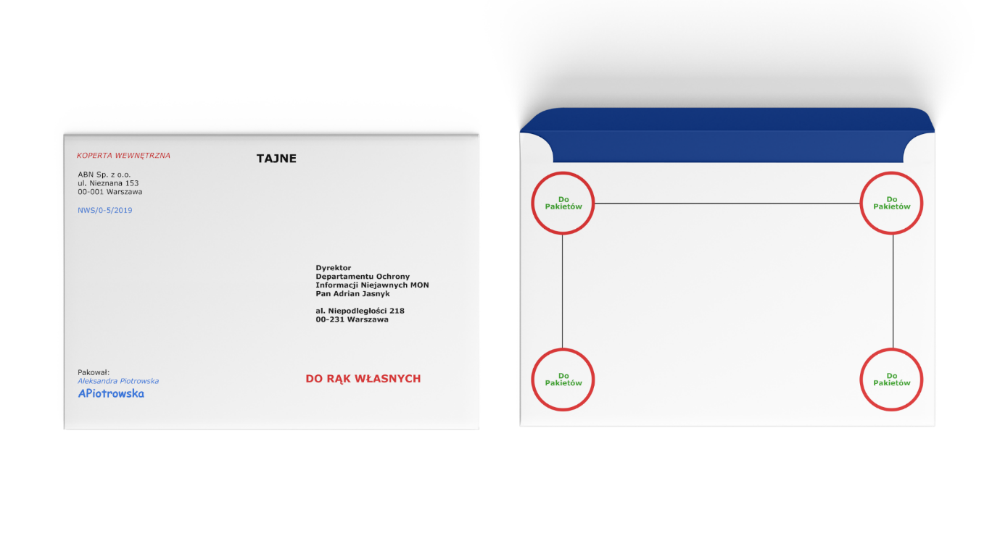 KOPERTA WEWNĘTRZNA
TAJNE
ABN Sp. z o.o.
ul. Nieznana 153
00-001 Warszawa
NWS/0-5/2019
Dyrektor
Departamentu Ochrony
Informacji Niejawnych MON
Pan Adrian Jasnyk
al. Niepodległości 218
00-231 Warszawa
Pakował:
Aleksandra Piotrowska
APiotrowska
DO RĄK WŁASNYCH
Do
Pakietów
Do
Pakietów
Do
Pakietów
Do
Pakietów